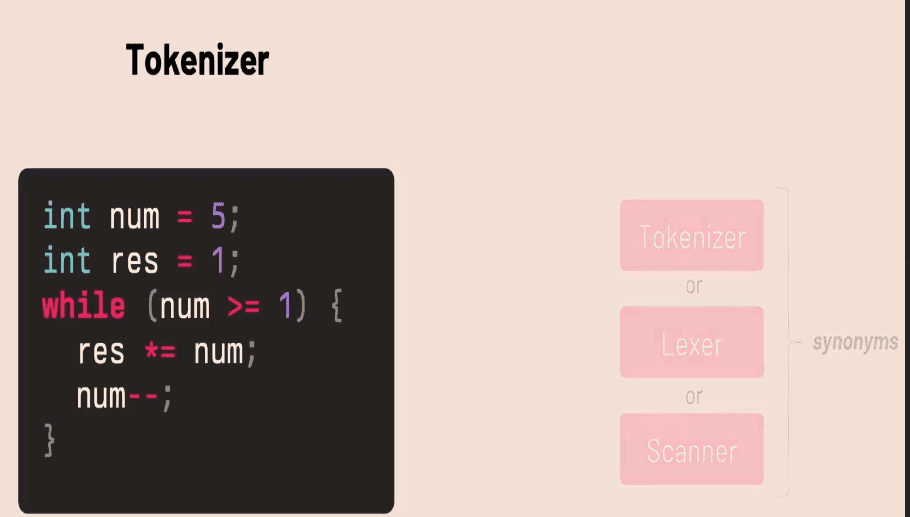 Tokenizer
int num = 5;
int res = 1;
while (num >= 1) {
  res *= num;
  num--;
}
Tokenizer
or
Lexer
or
Scanner
synonyms